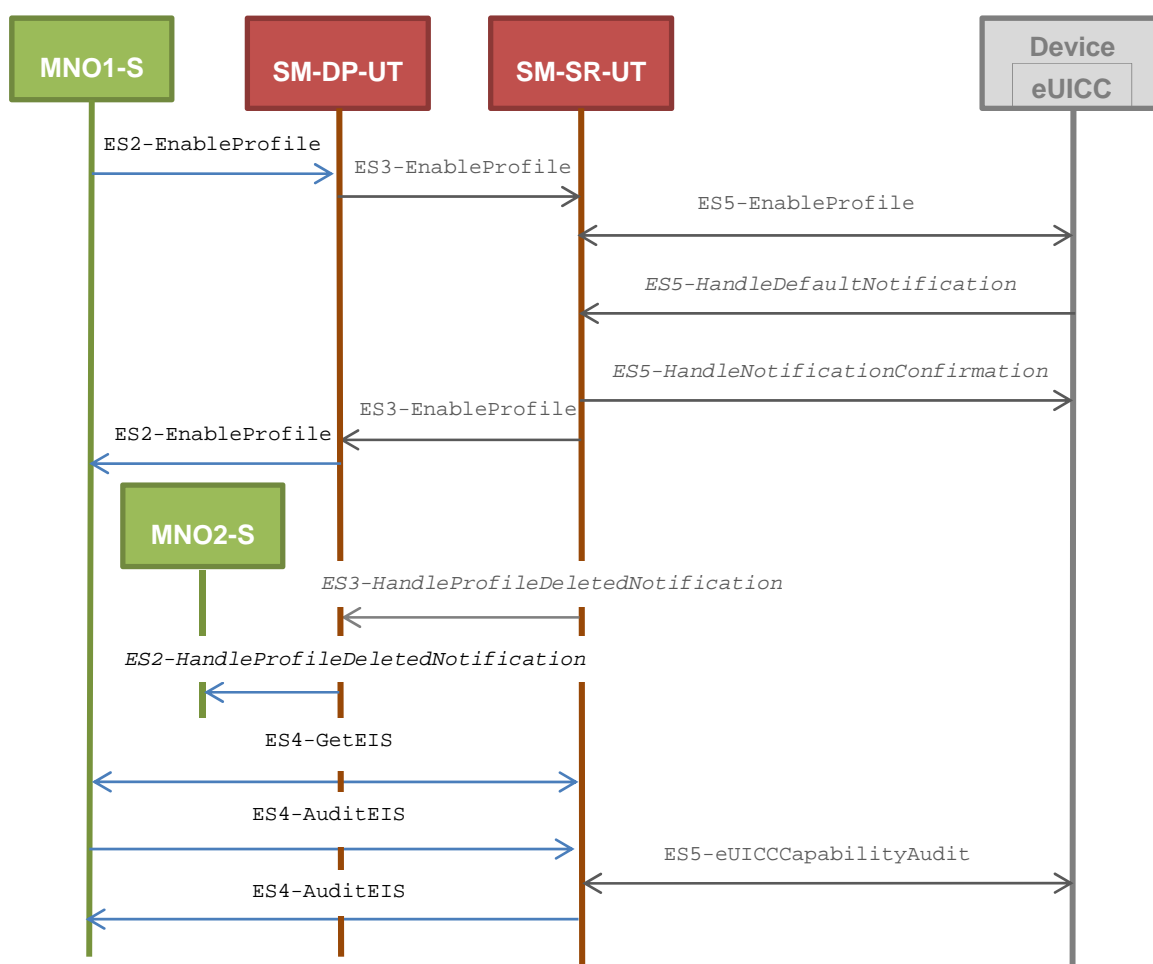 MNO1-S
SM-DP-UT
SM-SR-UT
Device
eUICC
ES2-EnableProfile
ES3-EnableProfile
ES5-EnableProfile
ES5-HandleDefaultNotification
ES5-HandleNotificationConfirmation
ES3-EnableProfile
ES2-EnableProfile
MNO2-S
ES3-HandleProfileDeletedNotification
ES2-HandleProfileDeletedNotification
ES4-GetEIS
ES4-AuditEIS
ES5-eUICCCapabilityAudit
ES4-AuditEIS